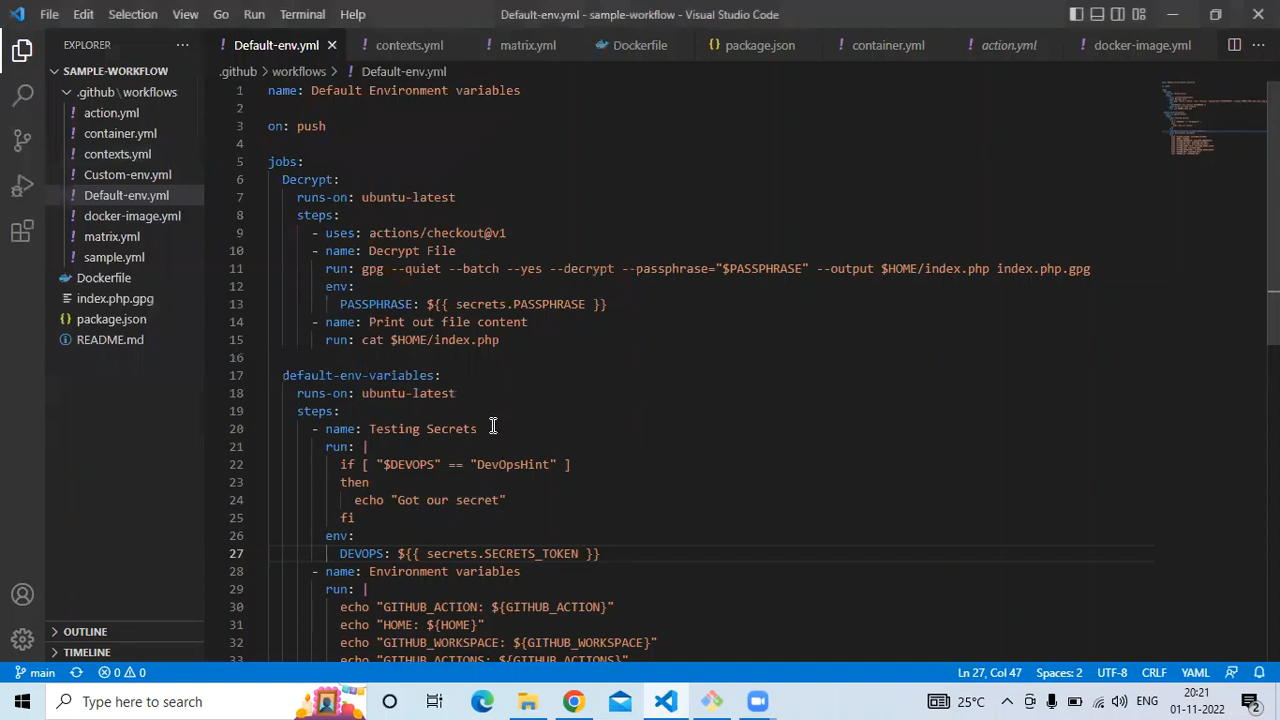 File Edit Selection View Go Run Terminal Help
Default-env.yml - sample-workflow - Visual Studio Code
EXPLORER
Default-env.yml
contexts.yml
matrix.yml
Dockerfile
package.json
container.yml
action.yml
docker-image.yml
SAMPLE-WORKFLOW
.github\workflows
action.yml
container.yml
contexts.yml
Custom-env.yml
Default-env.yml
docker-image.yml
matrix.yml
sample.yml
Dockerfile
index.php.gpg
package.json
README.md
OUTLINE
TIMELINE
.github > workflows > Default-env.yml
1 name: Default Environment variables
2
3 on: push
4
5 jobs:
6 Decrypt:
7 runs-on: ubuntu-latest
8 steps:
9 - uses: actions/checkout@v1
10 - name: Decrypt File
11 run: gpg --quiet --batch --yes --decrypt --passphrase="$PASSPHRASE" --output $HOME/index.php index.php.gpg
12 env:
13 PASSPHRASE: ${{ secrets.PASSPHRASE }}
14 - name: Print out file content
15 run: cat $HOME/index.php
16
17 default-env-variables:
18 runs-on: ubuntu-latest
19 steps:
20 - name: Testing Secrets
21 run: |
22 if [ "$DEVOPS" == "DevOpsHint" ]
23 then
24 echo "Got our secret"
25 fi
26 env:
27 DEVOPS: ${{ secrets.SECRETS_TOKEN }}
28 - name: Environment variables
29 run: |
30 echo "GITHUB_ACTION: ${GITHUB_ACTION}"
31 echo "HOME: ${HOME}"
32 echo "GITHUB_WORKSPACE: ${GITHUB_WORKSPACE}"
33 echo "GITHUB_ACTIONS: ${GITHUB_ACTIONS}"
main
0 0
Ln 27, Col 47
Spaces: 2
UTF-8
CRLF
YAML
Type here to search
25°C
ENG
20:21
01-11-2022
2